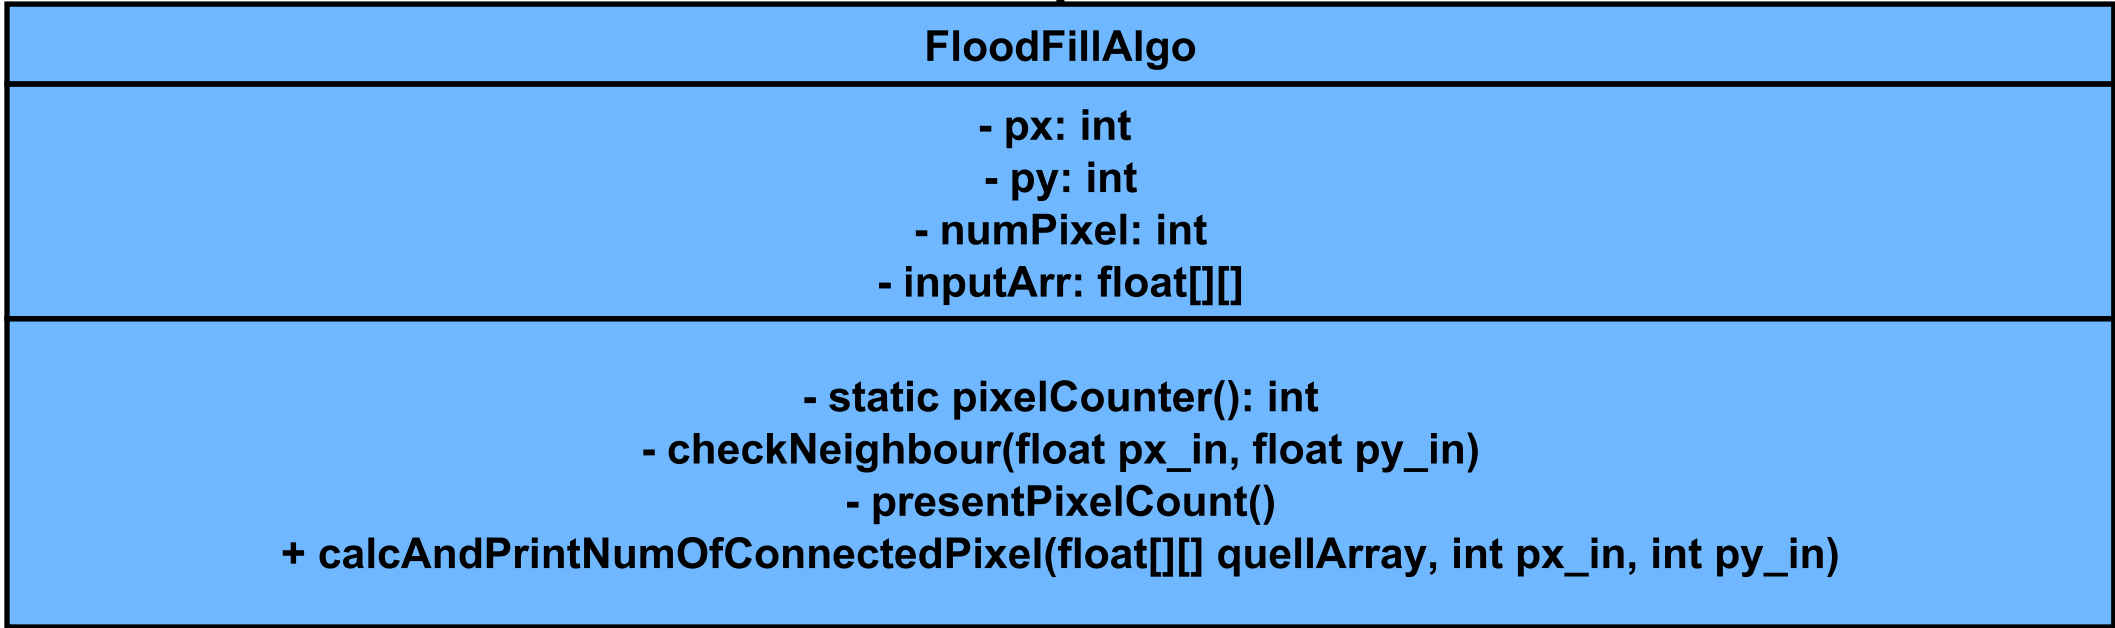 FloodFillAlgo
- px: int
- py: int
- numPixel: int
- inputArr: float[][]
- static pixelCounter(): int
- checkNeighbour(float px_in, float py_in)
- presentPixelCount()
+ calcAndPrintNumOfConnectedPixel(float[][] quellArray, int px_in, int py_in)